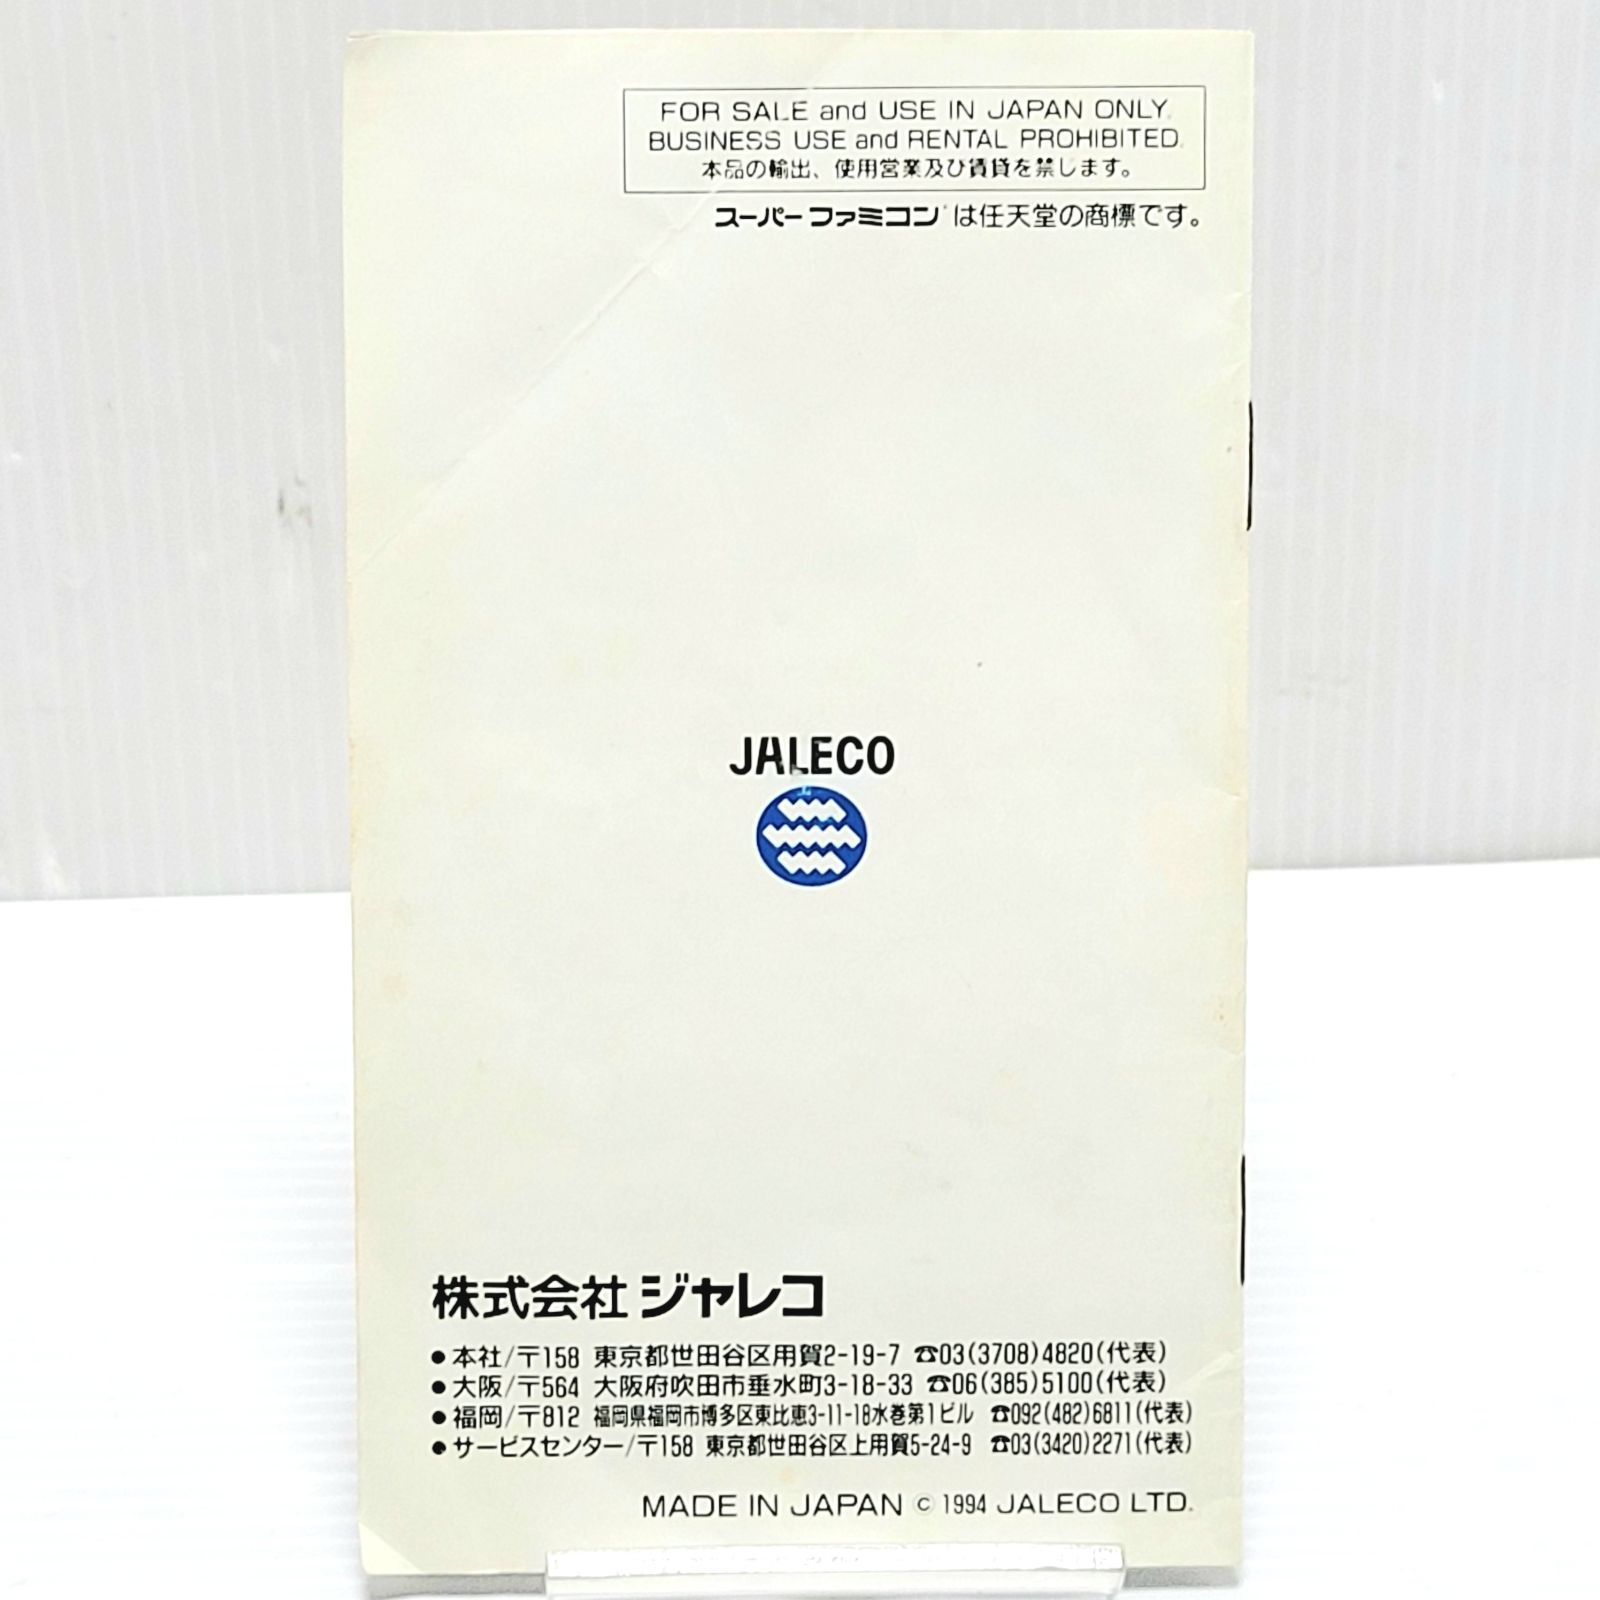 FOR SALE and USE IN JAPAN ONLY.
BUSINESS USE and RENTAL PROHIBITED.
本品の輸出、使用営業及び賃貸を禁じます。
スーパーファミコン®は任天堂の商標です。
JALECO
株式会社 ジャレコ
●本社/〒158 東京都世田谷区用賀2-19-7 ☎03(3708)4820(代表)
●大阪/〒564 大阪府吹田市垂水町3-18-33 ☎06(385)5100(代表)
●福岡/〒812 福岡県福岡市博多区東比恵3-11-18水巻第1ビル ☎092(482)6811(代表)
●サービスセンター/〒158 東京都世田谷区上用賀5-24-9 ☎03(3420)2271(代表)
MADE IN JAPAN © 1994 JALECO LTD.